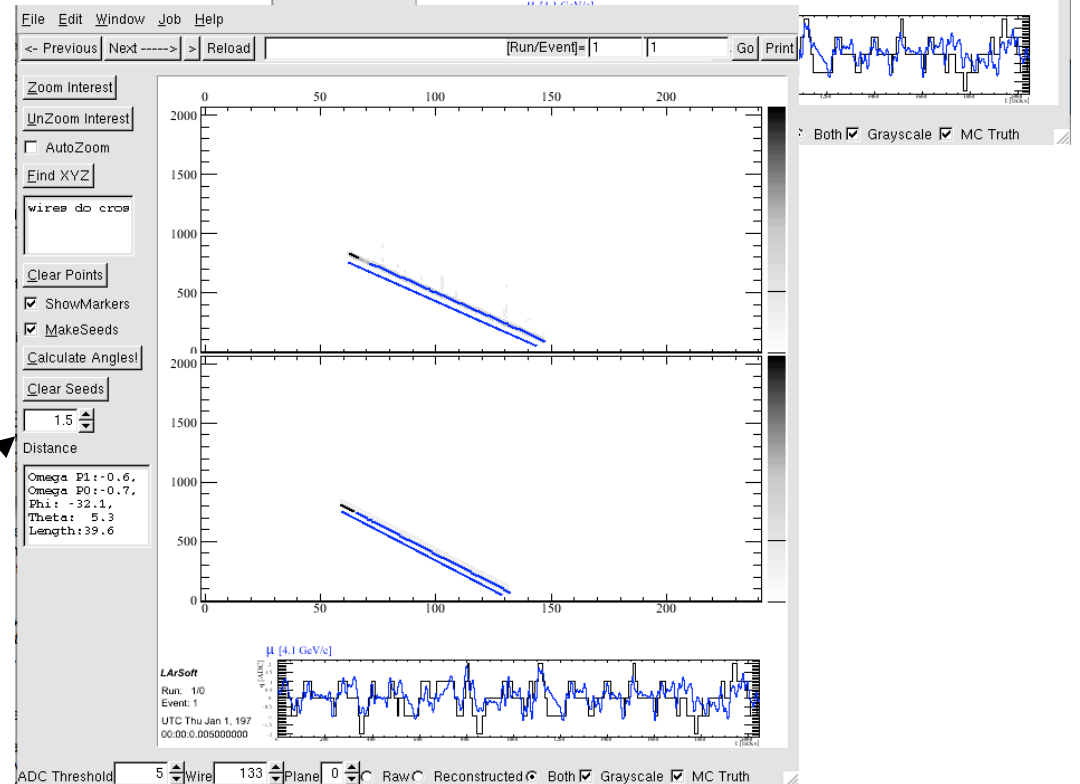 μ [4.1 GeV/c]
File Edit Window Job Help
<- Previous Next -----> > Reload [Run/Event]= 1 1 Go Print
Zoom Interest
UnZoom Interest
AutoZoom
Find XYZ
wires do cros
Clear Points
ShowMarkers
MakeSeeds
Calculate Angles!
Clear Seeds
1.5
Distance
Omega P1:-0.6,
Omega P0:-0.7,
Phi: -32.1,
Theta: 5.3
Length:39.6
0 50 100 150 200
2000
1500
1000
500
0
2000
1500
1000
500
0
0 50 100 150 200
μ [4.1 GeV/c]
LArSoft
Run: 1/0
Event: 1
UTC Thu Jan 1, 197
00:00:0.005000000
q [ADC]
t [ticks]
ADC Threshold 5 Wire 133 Plane 0 Raw Reconstructed Both Grayscale MC Truth
t [ticks]
Both Grayscale MC Truth